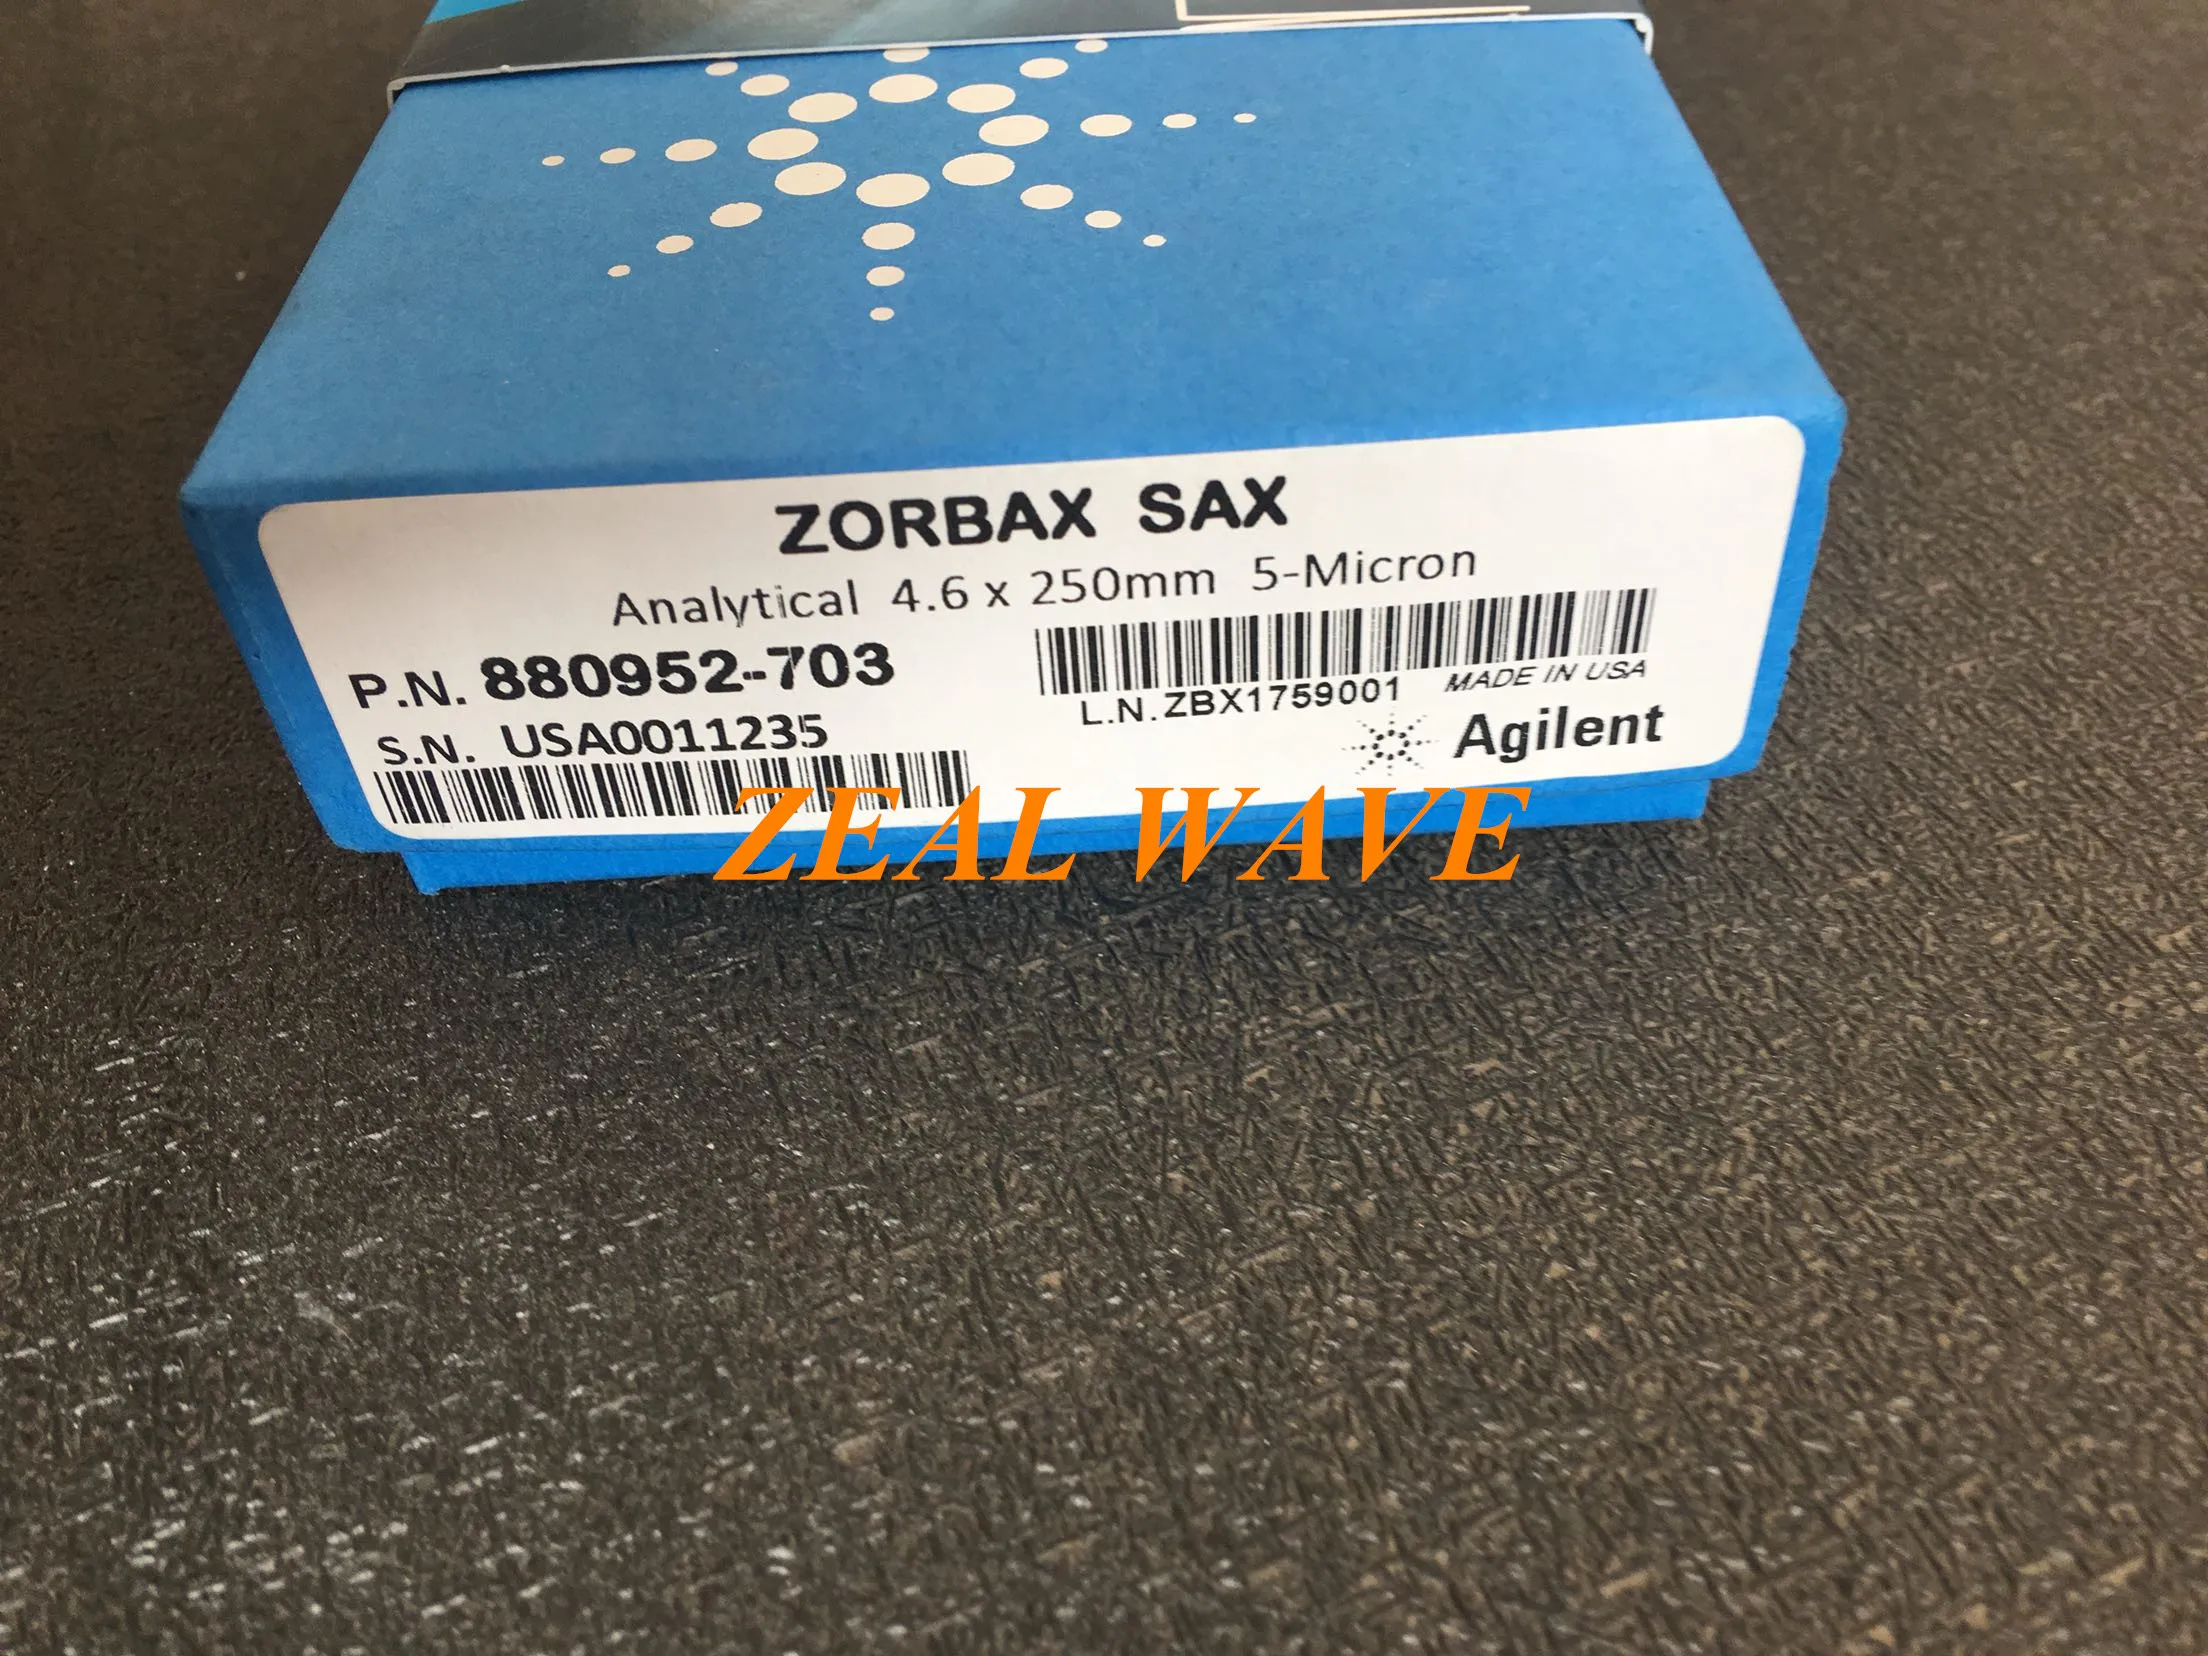 ZORBAX SAX
Analytical 4.6 x 250mm 5-Micron
P.N. 880952-703
S.N. USA0011235
L.N.ZBX1759001
MADE IN USA
Agilent
ZEAL WAVE